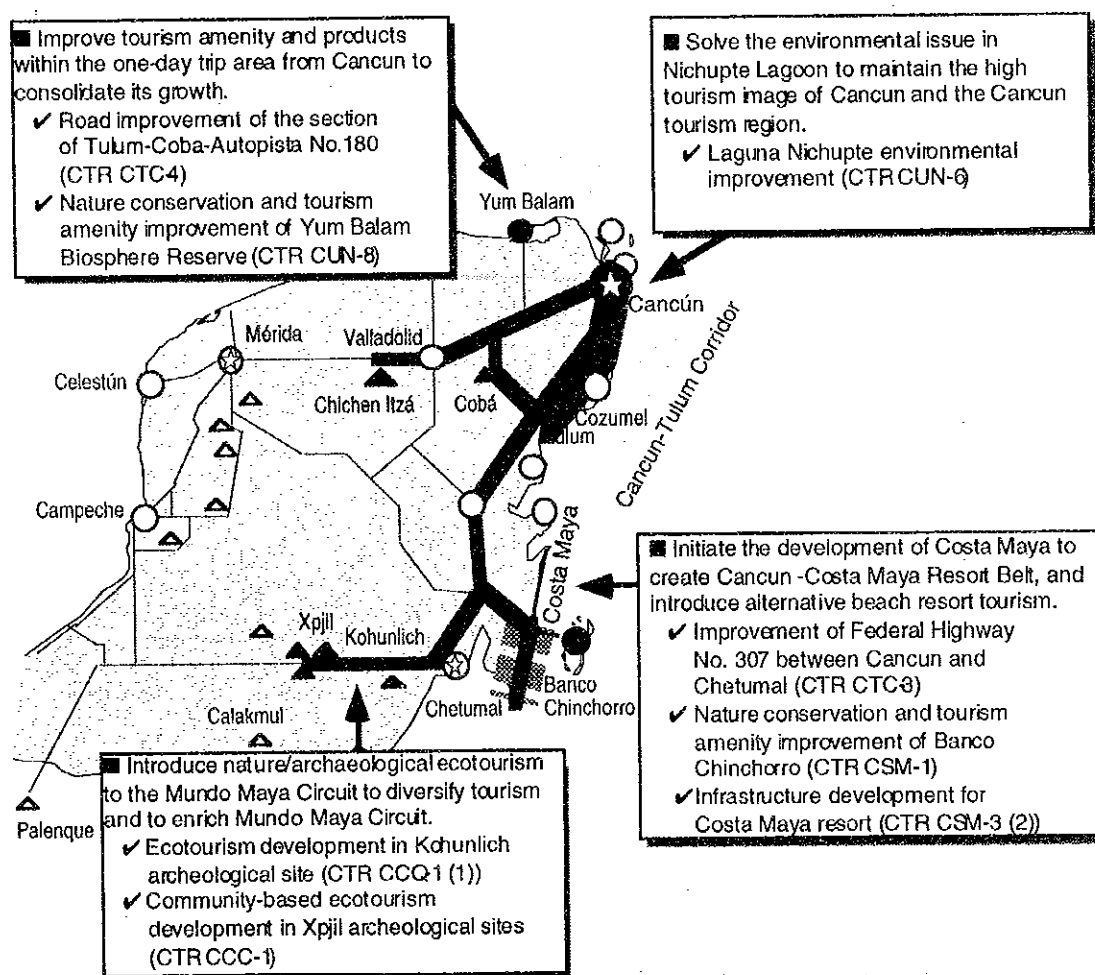 ■ Improve tourism amenity and products
within the one-day trip area from Cancun to
consolidate its growth.
✔ Road improvement of the section
of Tulum-Coba-Autopista No.180
(CTR CTC-4)
✔ Nature conservation and tourism
amenity improvement of Yum Balam
Biosphere Reserve (CTR CUN-8)
■ Solve the environmental issue in
Nichupte Lagoon to maintain the high
tourism image of Cancun and the Cancun
tourism region.
✔ Laguna Nichupte environmental
improvement (CTR CUN-6)
Yum Balam
Cancún
Mérida
Valladolid
Celestún
Chichen Itzá
Cobá
Cozumel
Tulum
Cancun-Tulum Corridor
Campeche
Costa Maya
Xpjil
Kohunlich
Banco
Chinchorro
Chetumal
Calakmul
Palenque
■ Initiate the development of Costa Maya to
create Cancun -Costa Maya Resort Belt, and
introduce alternative beach resort tourism.
✔ Improvement of Federal Highway
No. 307 between Cancun and
Chetumal (CTR CTC-3)
✔ Nature conservation and tourism
amenity improvement of Banco
Chinchorro (CTR CSM-1)
✔ Infrastructure development for
Costa Maya resort (CTR CSM-3 (2))
■ Introduce nature/archaeological ecotourism
to the Mundo Maya Circuit to diversify tourism
and to enrich Mundo Maya Circuit.
✔ Ecotourism development in Kohunlich
archeological site (CTR CCQ-1 (1))
✔ Community-based ecotourism
development in Xpjil archeological sites
(CTR CCC-1)